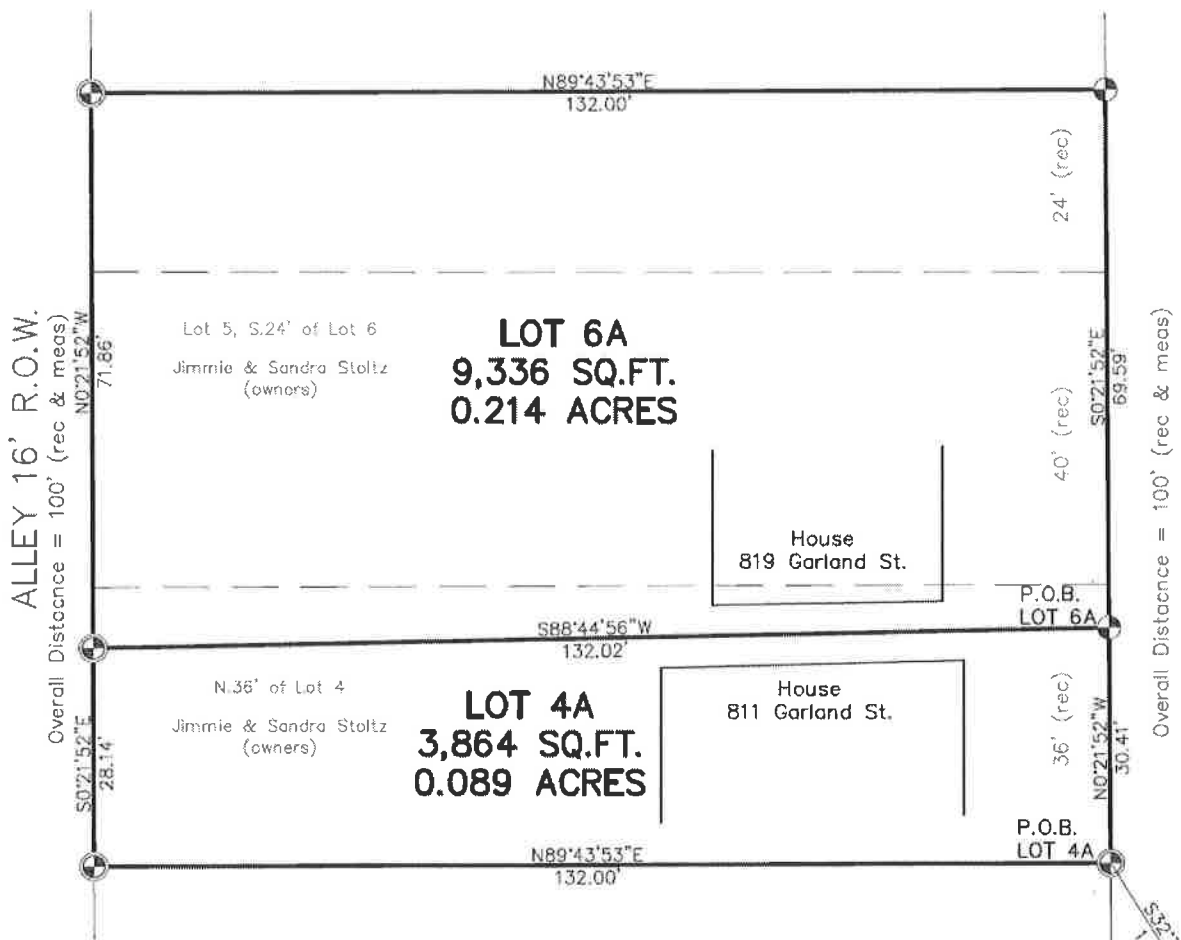 N89°43'53"E
132.00'
24' (rec)
ALLEY 16' R.O.W.
Overall Distacnce = 100' (rec & meas)
N0°21'52"W
71.86'
Lot 5, S.24' of Lot 6
Jimmie & Sandra Stoltz
(owners)
LOT 6A
9,336 SQ.FT.
0.214 ACRES
40' (rec)
S0°21'52"E
69.59'
Overall Distacnce = 100' (rec & meas)
House
819 Garland St.
P.O.B.
LOT 6A
S88°44'56"W
132.02'
N.36' of Lot 4
Jimmie & Sandra Stoltz
(owners)
LOT 4A
3,864 SQ.FT.
0.089 ACRES
House
811 Garland St.
S0°21'52"E
28.14'
36' (rec)
N0°21'52"W
30.41'
P.O.B.
LOT 4A
N89°43'53"E
132.00'
S32°